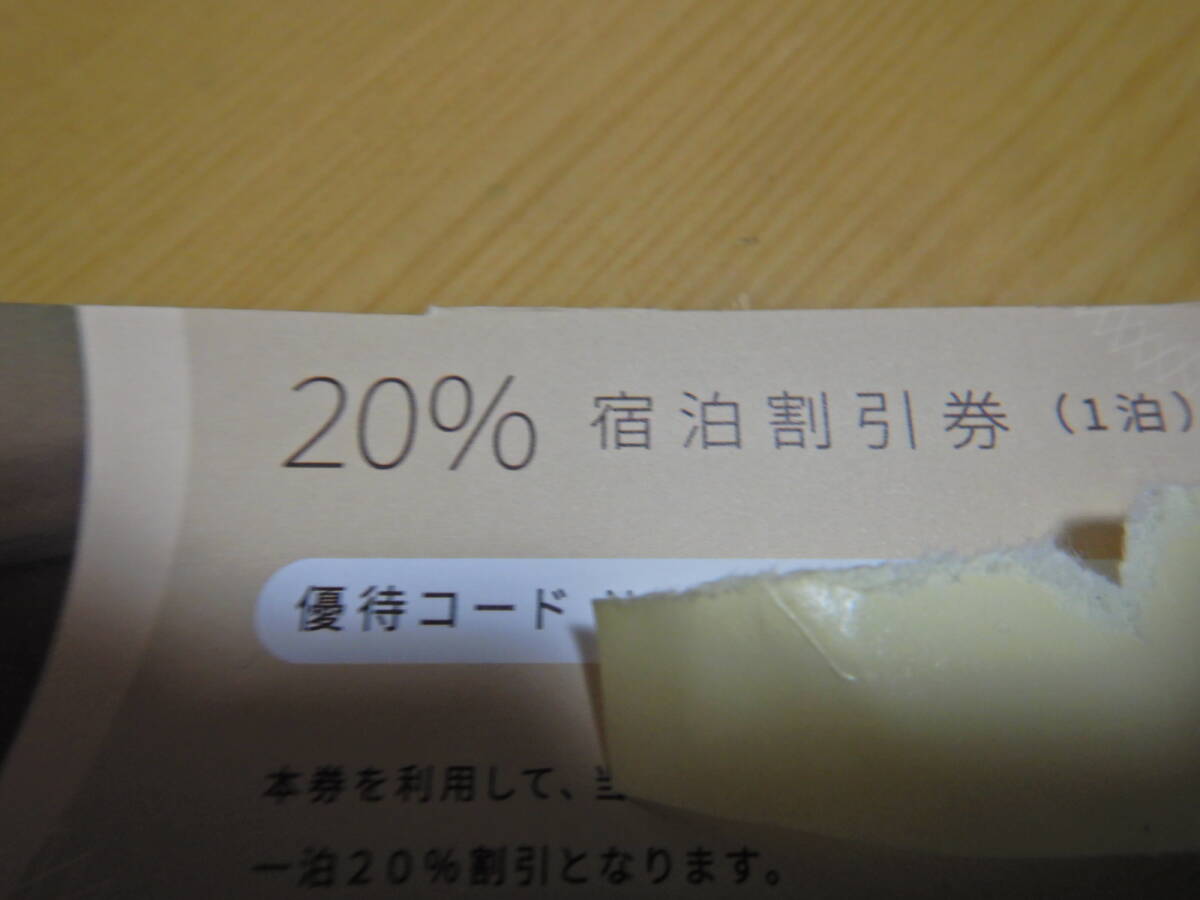 20% 宿泊割引券（1泊）
優待コード
本券を利用して、
一泊20%割引となります。